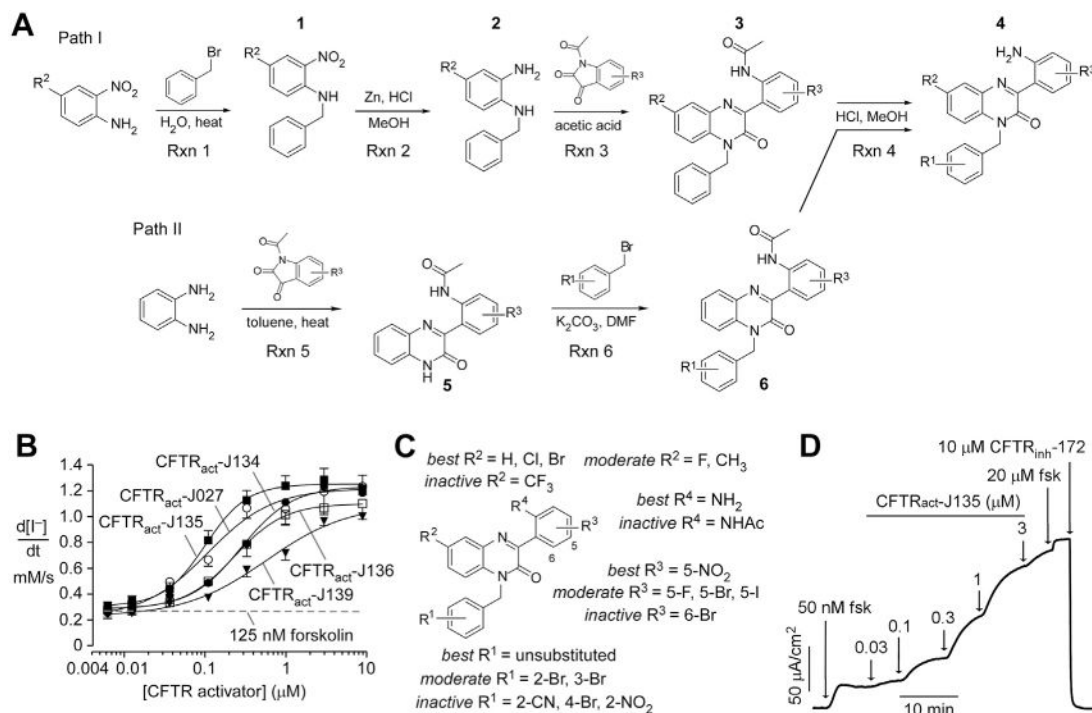 A
Path I
1
2
3
4
R²
NO₂
NH₂
Br
H₂O, heat
Rxn 1
R²
NO₂
NH
Zn, HCl
MeOH
Rxn 2
R²
NH₂
NH
O
N
O
O
R³
acetic acid
Rxn 3
O
HN
R²
N
R³
N
O
HCl, MeOH
Rxn 4
H₂N
R²
N
R³
N
O
R¹
Path II
NH₂
NH₂
O
N
O
O
R³
toluene, heat
Rxn 5
O
HN
N
R³
N
H
O
5
Br
R¹
K₂CO₃, DMF
Rxn 6
O
HN
N
R³
N
O
R¹
6
B
1.4
1.2
1.0
0.8
0.6
0.4
0.2
0
d[I⁻]
dt
mM/s
CFTRact-J134
CFTRact-J027
CFTRact-J135
CFTRact-J136
CFTRact-J139
125 nM forskolin
0.004 0.01 0.1 1 10
[CFTR activator] (µM)
C
best R² = H, Cl, Br
inactive R² = CF₃
moderate R² = F, CH₃
best R⁴ = NH₂
inactive R⁴ = NHAc
R⁴
R³
5
6
R²
N
N
O
R¹
best R³ = 5-NO₂
moderate R³ = 5-F, 5-Br, 5-I
inactive R³ = 6-Br
best R¹ = unsubstituted
moderate R¹ = 2-Br, 3-Br
inactive R¹ = 2-CN, 4-Br, 2-NO₂
D
10 µM CFTRinh-172
20 µM fsk
CFTRact-J135 (µM)
3
1
0.3
0.1
0.03
50 nM fsk
50 µA/cm²
10 min